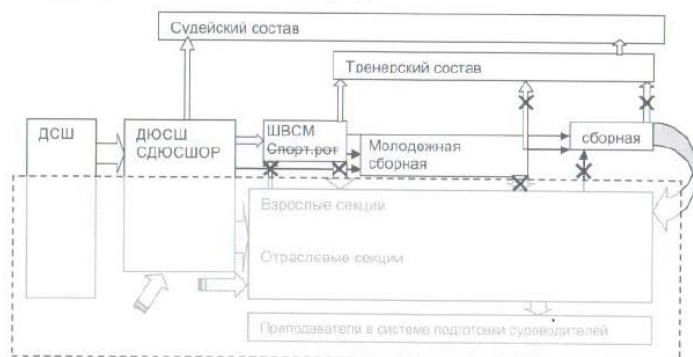 Судейский состав
Тренерский состав
ДСШ
ДЮСШ
СДЮСШОР
ШВСМ
Спорт.рот
Молодежная
сборная
сборная
Взрослые секции
Отраслевые секции
Преподаватели в системе подготовки судоводителей